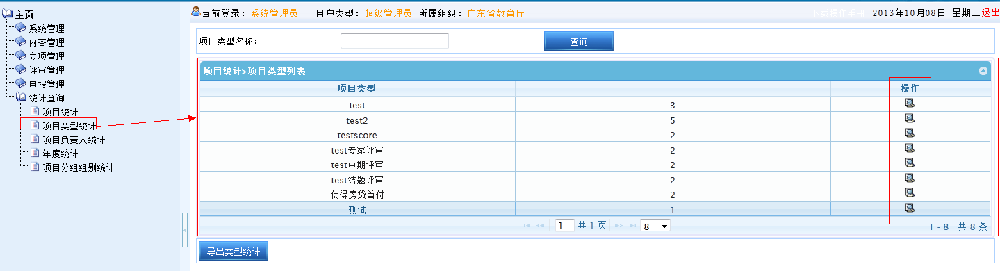 主页
系统管理
内容管理
立项管理
评审管理
申报管理
统计查询
项目统计
项目类型统计
项目负责人统计
年度统计
项目分组组别统计
当前登录：系统管理员 用户类型：超级管理员 所属组织：广东省教育厅 下载操作手册 2013年10月08日 星期二退出
项目类型名称： 查询
项目统计>项目类型列表
项目类型 操作
test 3
test2 5
testscore 2
test专家评审 2
test中期评审 2
test结题评审 2
使得房贷首付 2
测试 1
1 共 1 页 8 1 - 8 共 8 条
导出类型统计